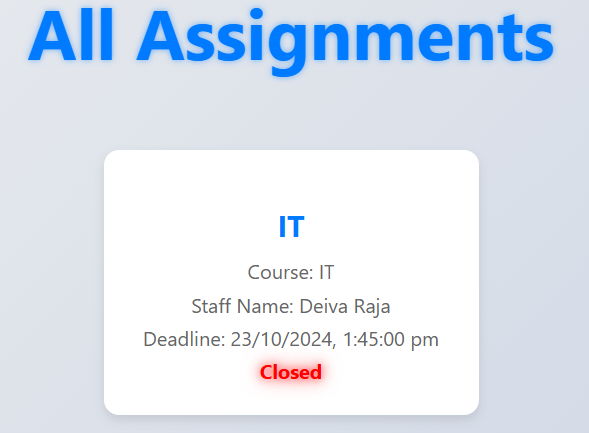 All Assignments
IT
Course: IT
Staff Name: Deiva Raja
Deadline: 23/10/2024, 1:45:00 pm
Closed